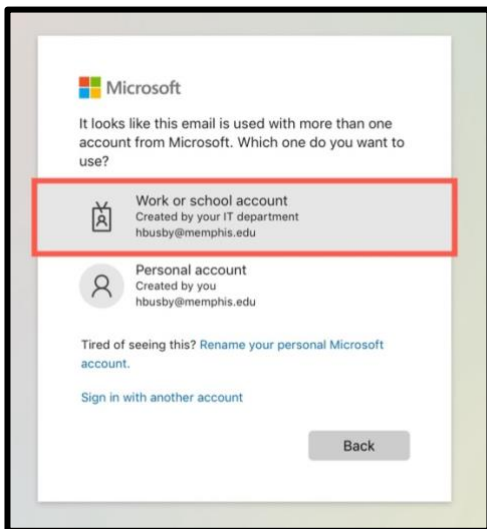 Microsoft
It looks like this email is used with more than one
account from Microsoft. Which one do you want to
use?
Work or school account
Created by your IT department
hbusby@memphis.edu
Personal account
Created by you
hbusby@memphis.edu
Tired of seeing this? Rename your personal Microsoft
account.
Sign in with another account
Back